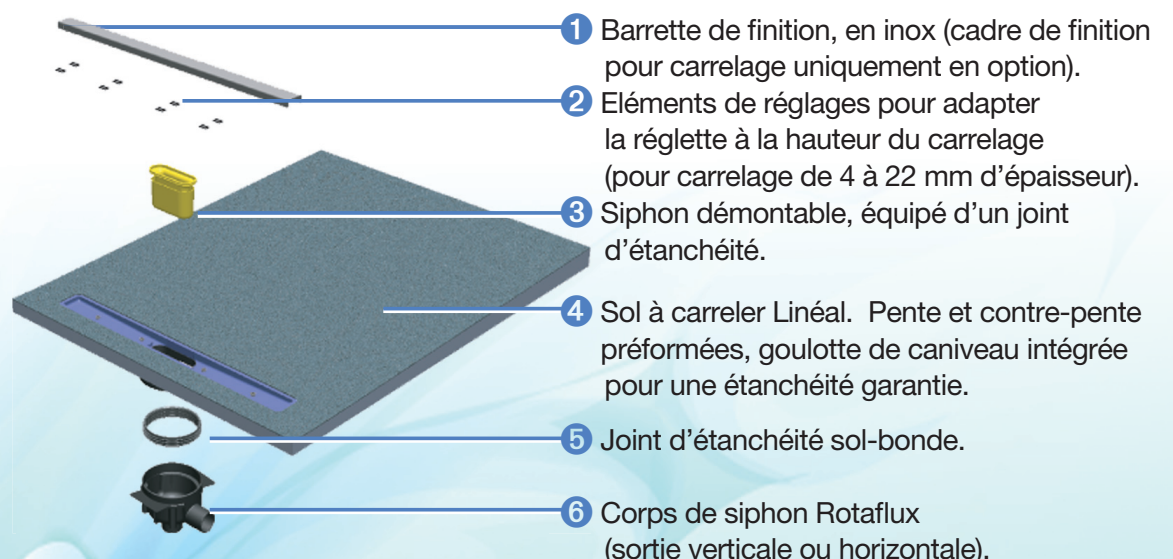 1 Barrette de finition, en inox (cadre de finition
pour carrelage uniquement en option).
2 Eléments de réglages pour adapter
la réglette à la hauteur du carrelage
(pour carrelage de 4 à 22 mm d’épaisseur).
3 Siphon démontable, équipé d’un joint
d’étanchéité.
4 Sol à carreler Linéal. Pente et contre-pente
préformées, goulotte de caniveau intégrée
pour une étanchéité garantie.
5 Joint d’étanchéité sol-bonde.
6 Corps de siphon Rotaflux
(sortie verticale ou horizontale).